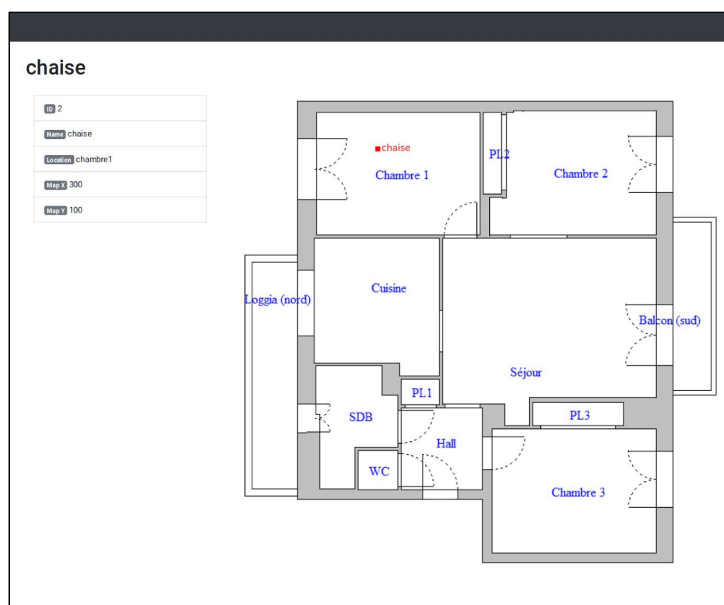 chaise
ID 2
Name chaise
Location chambre1
Map X 300
Map Y 100
chaise
PL2
Chambre 1
Chambre 2
Cuisine
Loggia (nord)
Balcon (sud)
Séjour
PL1
SDB
PL3
Hall
WC
Chambre 3